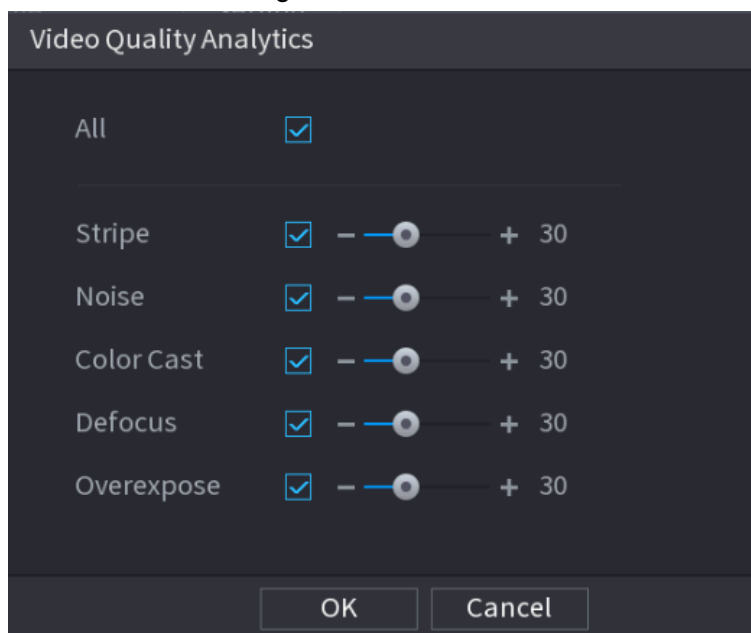 Video Quality Analytics
All
Stripe 30
Noise 30
Color Cast 30
Defocus 30
Overexpose 30
OK Cancel